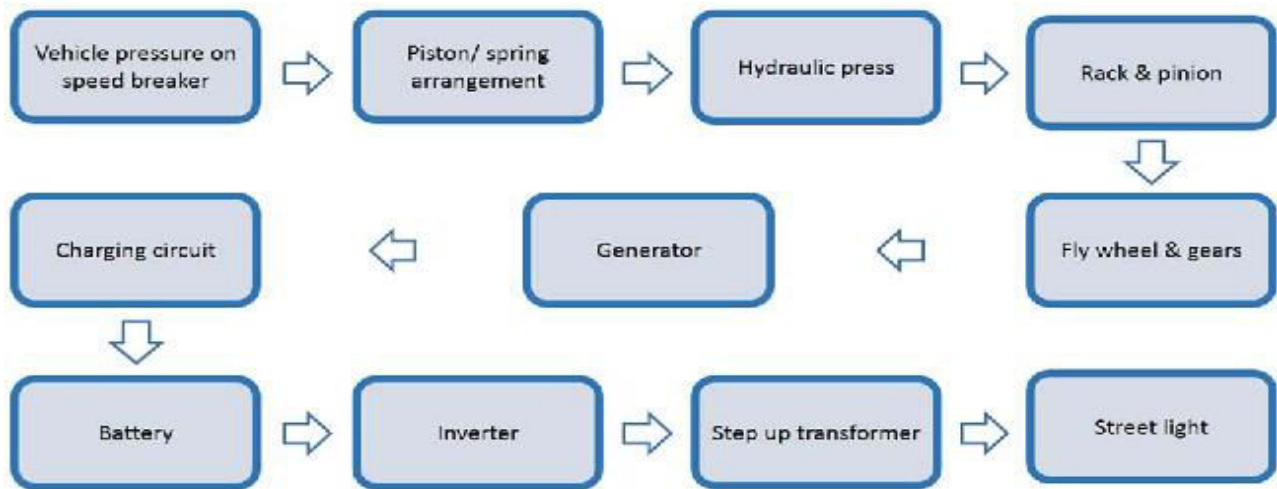 Vehicle pressure on
speed breaker
Piston/ spring
arrangement
Hydraulic press
Rack & pinion
Charging circuit
Generator
Fly wheel & gears
Battery
Inverter
Step up transformer
Street light